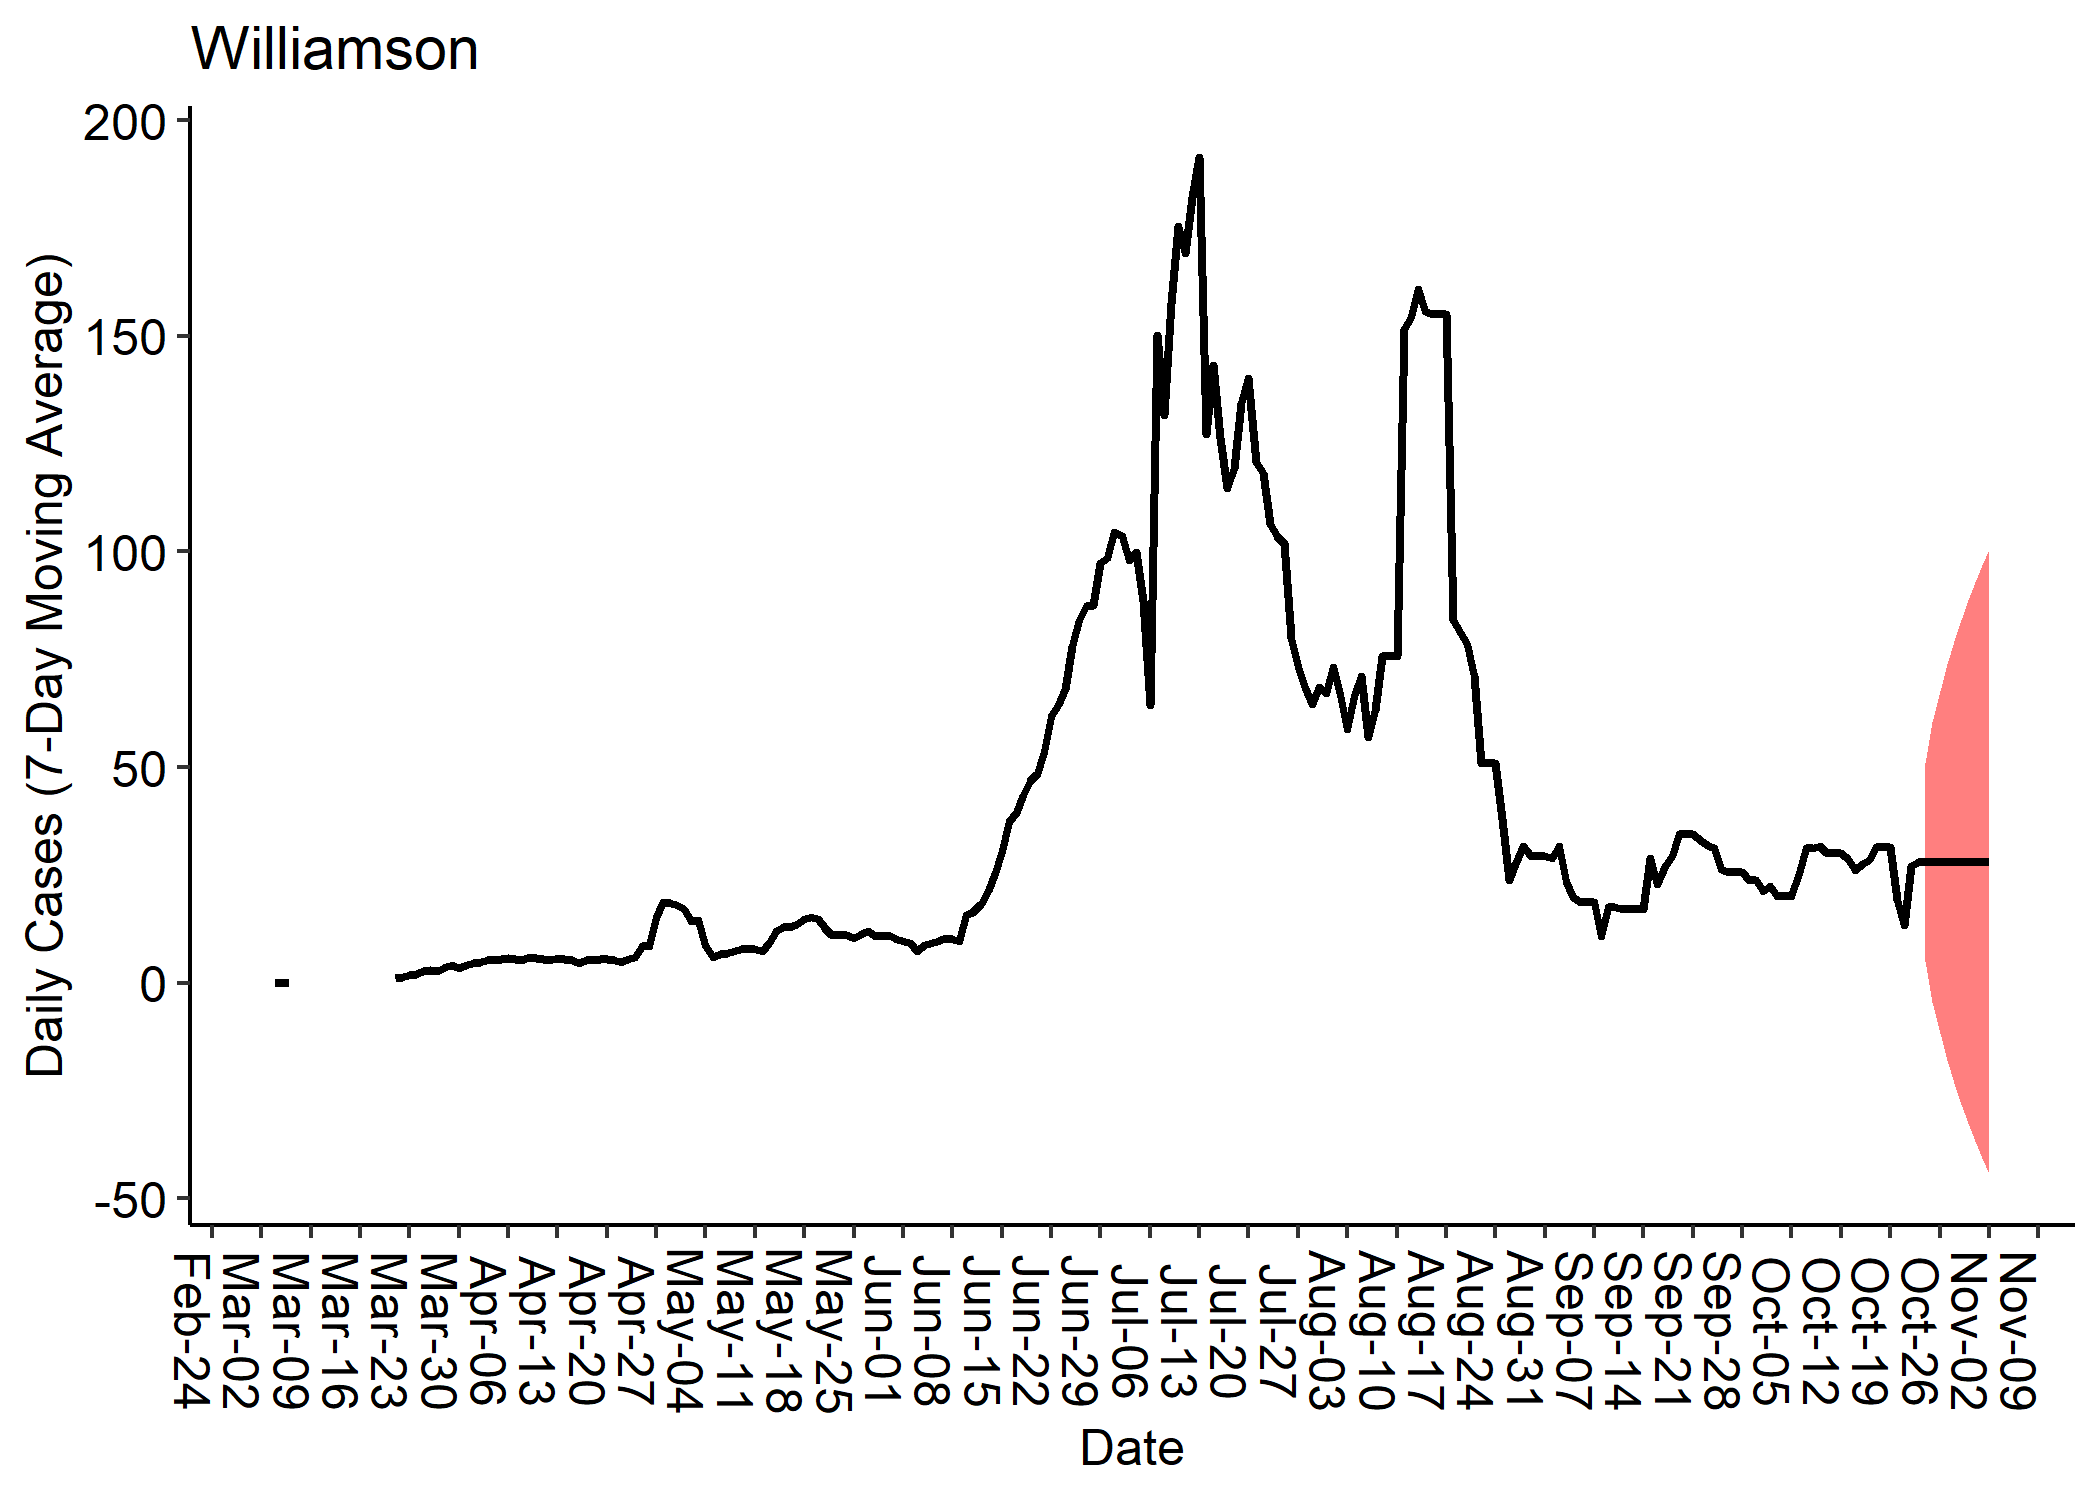 Williamson
Daily Cases (7-Day Moving Average)
200
150
100
50
0
-50
Feb-24
Mar-02
Mar-09
Mar-16
Mar-23
Mar-30
Apr-06
Apr-13
Apr-20
Apr-27
May-04
May-11
May-18
May-25
Jun-01
Jun-08
Jun-15
Jun-22
Jun-29
Jul-06
Jul-13
Jul-20
Jul-27
Aug-03
Aug-10
Aug-17
Aug-24
Aug-31
Sep-07
Sep-14
Sep-21
Sep-28
Oct-05
Oct-12
Oct-19
Oct-26
Nov-02
Nov-09
Date